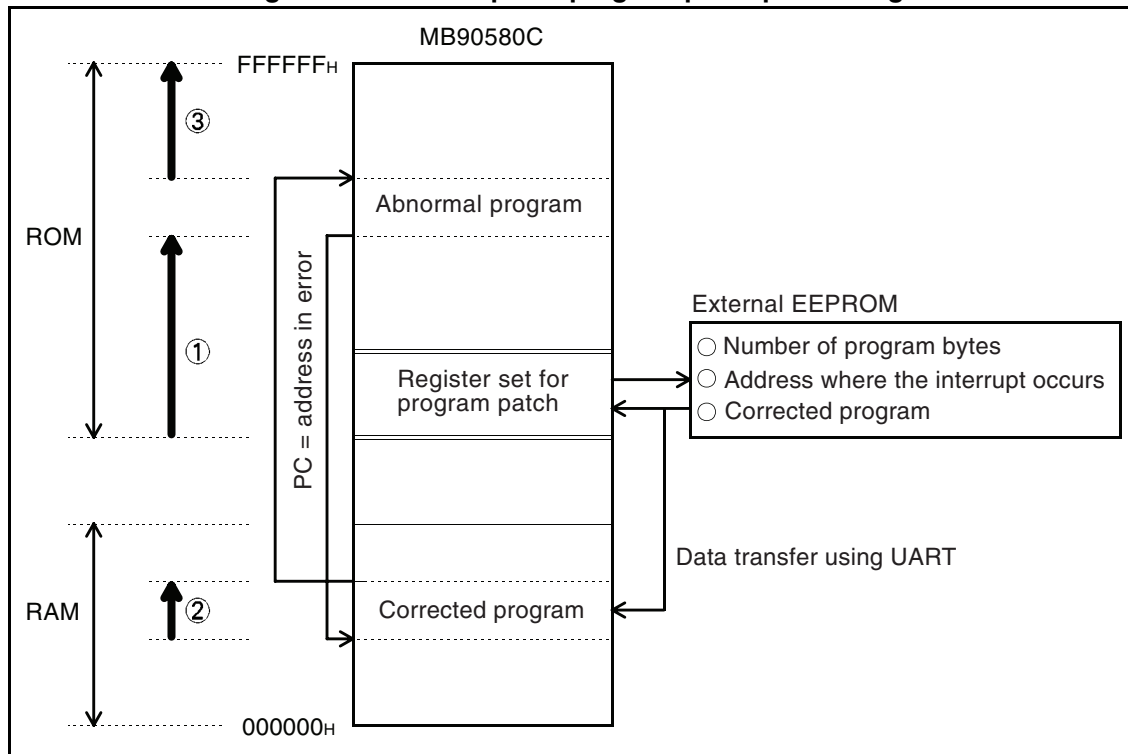 MB90580C
FFFFFFH
③
Abnormal program
ROM
PC = address in error
①
External EEPROM
○ Number of program bytes
○ Address where the interrupt occurs
○ Corrected program
Register set for
program patch
Data transfer using UART
RAM
②
Corrected program
000000H